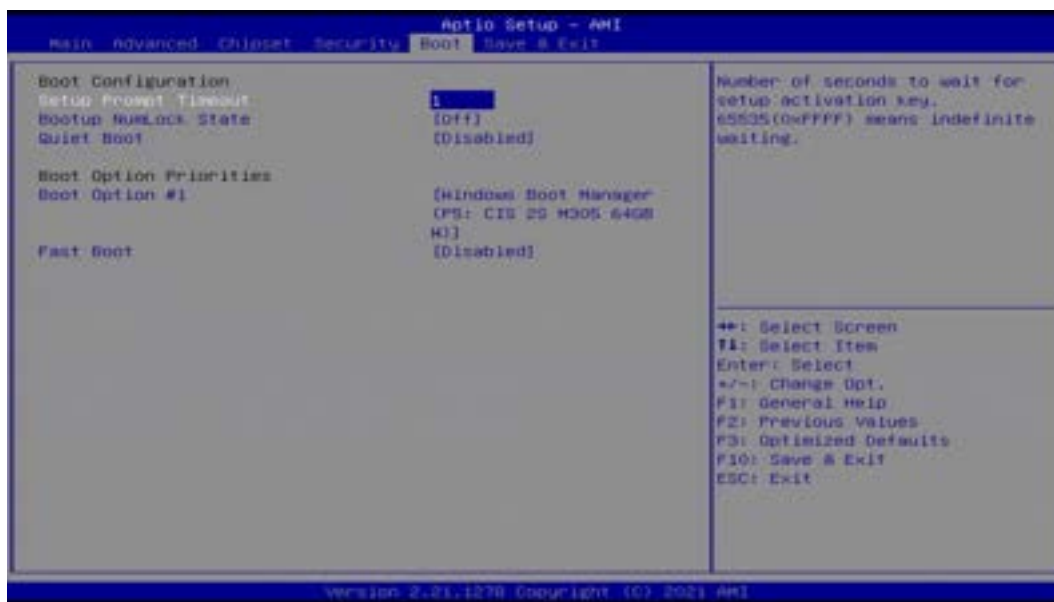 Aptio Setup - AMI
Main Advanced Chipset Security Boot Save & Exit
Boot Configuration
Setup Prompt Timeout 1
Bootup NumLock State [Off]
Quiet Boot [Disabled]
Boot Option Priorities
Boot Option #1 [Windows Boot Manager
(PS: CIS 2S M305 64GB
H)]
Fast Boot [Disabled]
Number of seconds to wait for
setup activation key.
65535(0xFFFF) means indefinite
waiting.
→←: Select Screen
↑↓: Select Item
Enter: Select
+/-: Change Opt.
F1: General Help
F2: Previous Values
F3: Optimized Defaults
F10: Save & Exit
ESC: Exit
Version 2.21.1278 Copyright (C) 2021 AMI